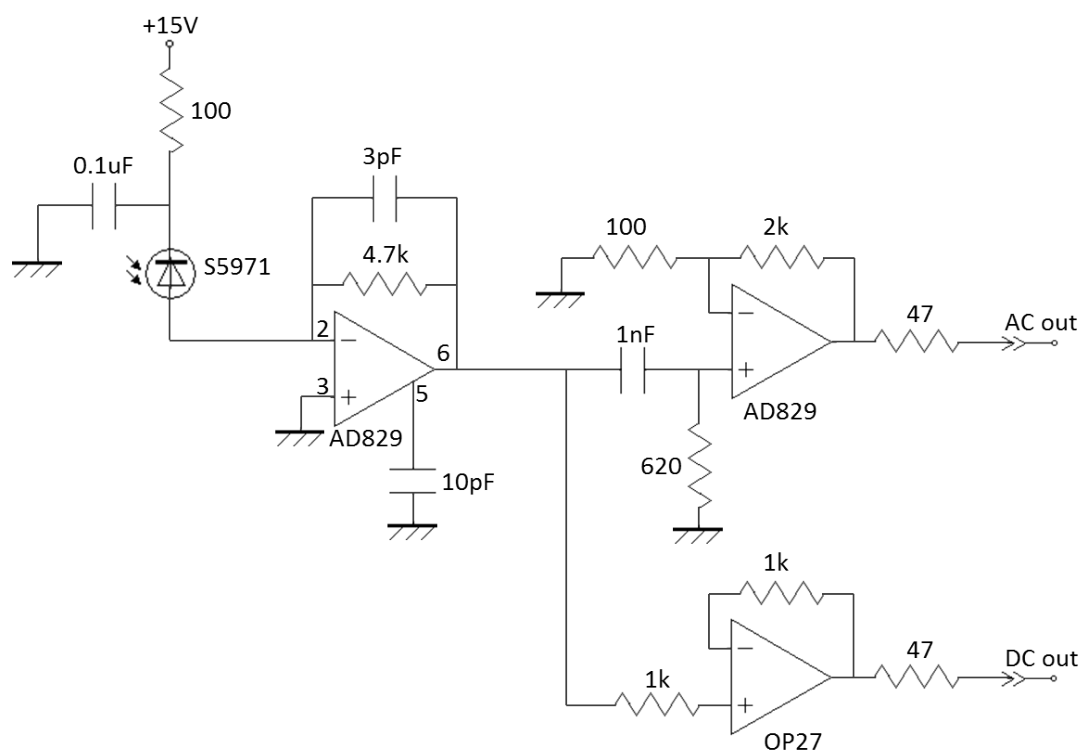 +15V
100
0.1uF
3pF
S5971
4.7k
100
2k
2
6
3
5
AD829
10pF
1nF
47
AC out
AD829
620
1k
47
DC out
1k
OP27